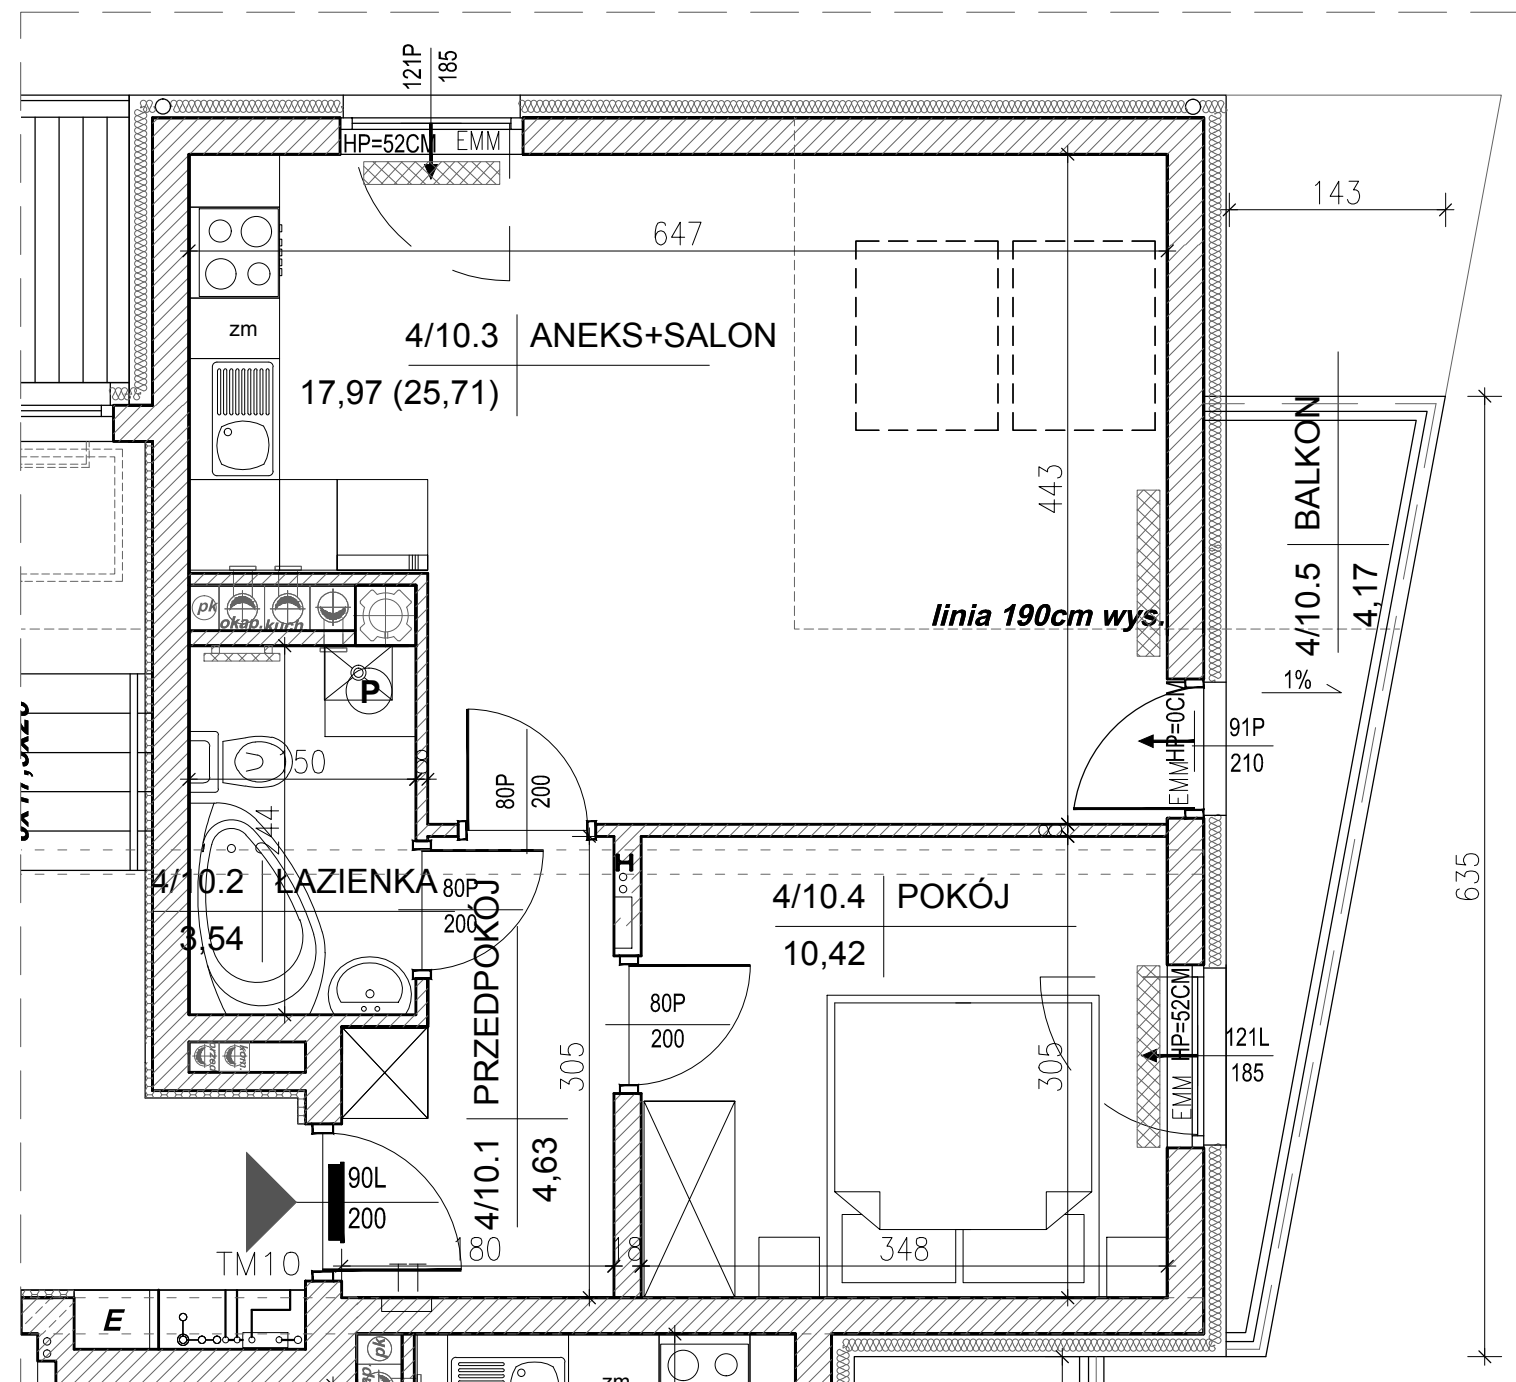 121P
185
HP=52CM EMM
143
647
zm
4/10.3 ANEKS+SALON
17,97 (25,71)
443
4/10.5 BALKON
4,17
1%
linia 190cm wys.
pk
okap. kuch
P
50
80P
200
HP=0CM
EMM
91P
210
244
635
4/10.2 ŁAZIENKA
3,54
80P
200
H
4/10.4 POKÓJ
10,42
4/10.1 PRZEDPOKÓJ
4,63
305
80P
200
305
EMM HP=52CM
121L
185
90L
200
TM10
180
18
348
E
pk
zm